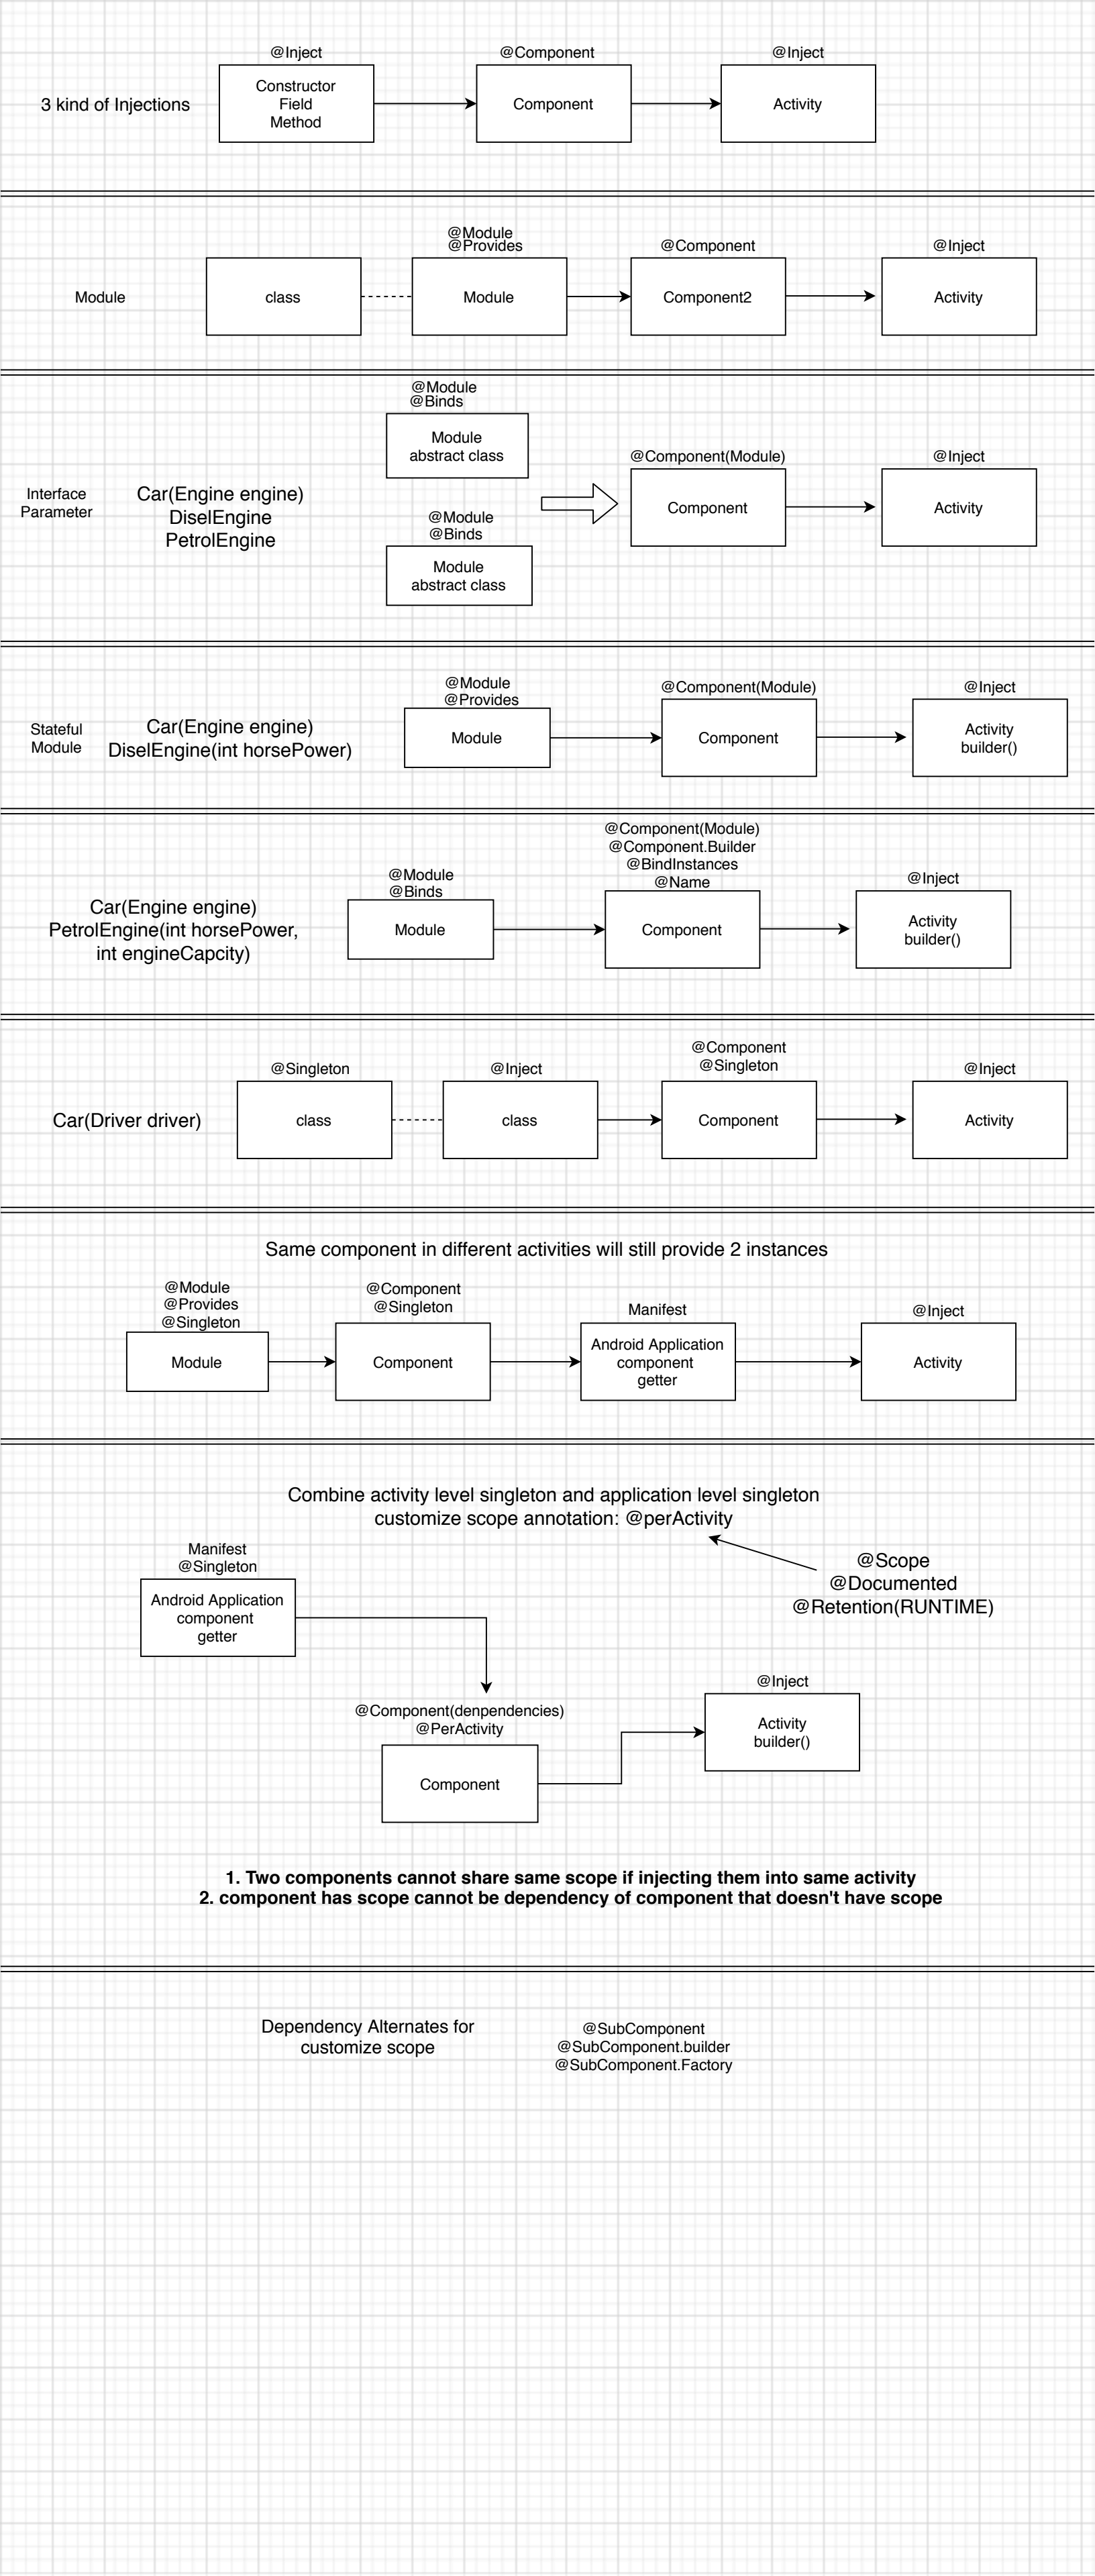 @Inject
@Component
@Inject
3 kind of Injections
Constructor
Field
Method
Component
Activity
@Module
@Provides
@Component
@Inject
Module
class
Module
Component2
Activity
@Module
@Binds
Module
abstract class
@Component(Module)
@Inject
Interface
Parameter
Car(Engine engine)
DiselEngine
PetrolEngine
Component
Activity
@Module
@Binds
Module
abstract class
@Module
@Provides
@Component(Module)
@Inject
Stateful
Module
Car(Engine engine)
DiselEngine(int horsePower)
Module
Component
Activity
builder()
@Component(Module)
@Component.Builder
@BindInstances
@Name
@Module
@Binds
@Inject
Car(Engine engine)
PetrolEngine(int horsePower,
int engineCapcity)
Module
Component
Activity
builder()
@Singleton
@Inject
@Component
@Singleton
@Inject
Car(Driver driver)
class
class
Component
Activity
Same component in different activities will still provide 2 instances
@Module
@Provides
@Singleton
@Component
@Singleton
Manifest
@Inject
Module
Component
Android Application
component
getter
Activity
Combine activity level singleton and application level singleton
customize scope annotation: @perActivity
@Scope
@Documented
@Retention(RUNTIME)
Manifest
@Singleton
Android Application
component
getter
@Component(denpendencies)
@PerActivity
Component
@Inject
Activity
builder()
1. Two components cannot share same scope if injecting them into same activity
2. component has scope cannot be dependency of component that doesn't have scope
Dependency Alternates for
customize scope
@SubComponent
@SubComponent.builder
@SubComponent.Factory